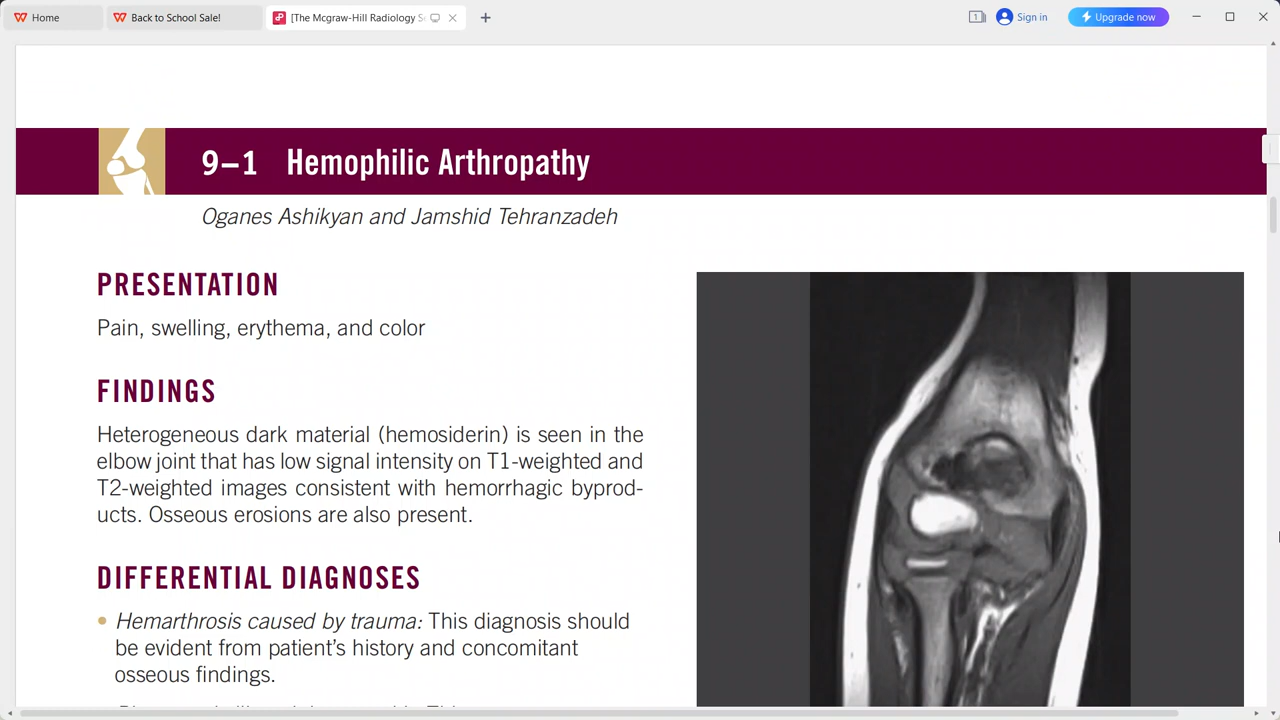 Home
Back to School Sale!
[The Mcgraw-Hill Radiology S
1
Sign in
Upgrade now
9–1 Hemophilic Arthropathy
Oganes Ashikyan and Jamshid Tehranzadeh
PRESENTATION
Pain, swelling, erythema, and color
FINDINGS
Heterogeneous dark material (hemosiderin) is seen in the
elbow joint that has low signal intensity on T1-weighted and
T2-weighted images consistent with hemorrhagic byprod-
ucts. Osseous erosions are also present.
DIFFERENTIAL DIAGNOSES
• Hemarthrosis caused by trauma: This diagnosis should
be evident from patient's history and concomitant
osseous findings.